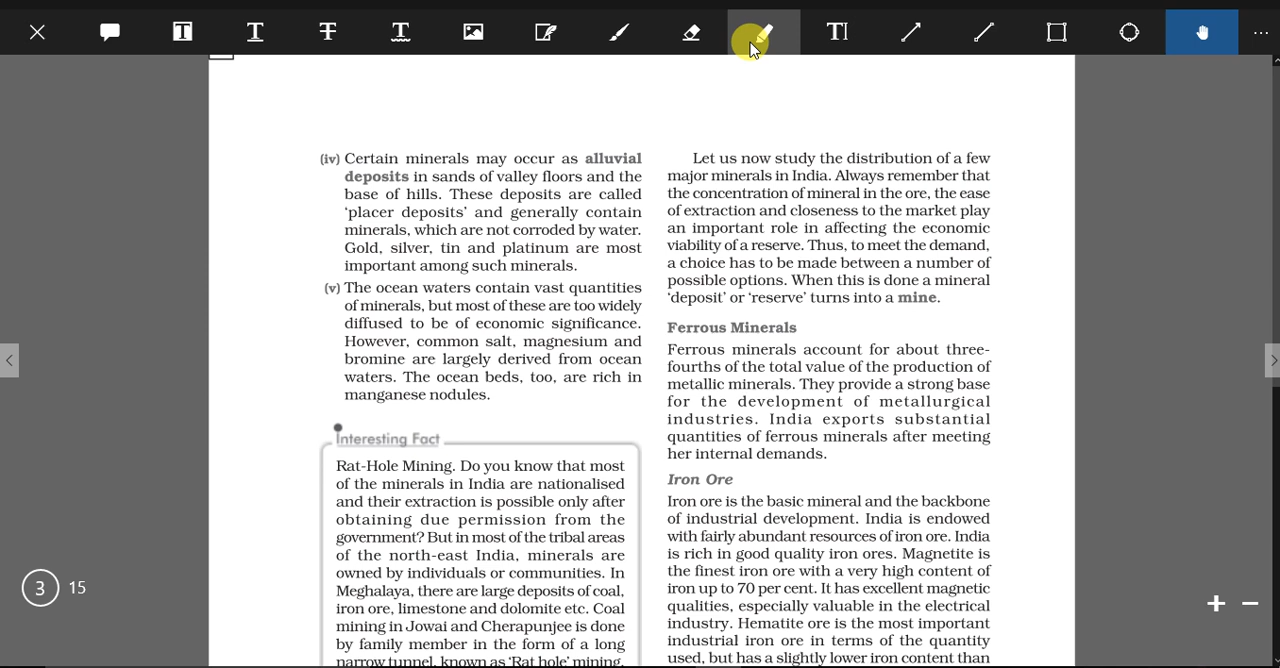 T T T T TI ...
(iv) Certain minerals may occur as alluvial
deposits in sands of valley floors and the
base of hills. These deposits are called
‘placer deposits’ and generally contain
minerals, which are not corroded by water.
Gold, silver, tin and platinum are most
important among such minerals.
(v) The ocean waters contain vast quantities
of minerals, but most of these are too widely
diffused to be of economic significance.
However, common salt, magnesium and
bromine are largely derived from ocean
waters. The ocean beds, too, are rich in
manganese nodules.
Interesting Fact
Rat-Hole Mining. Do you know that most
of the minerals in India are nationalised
and their extraction is possible only after
obtaining due permission from the
government? But in most of the tribal areas
of the north-east India, minerals are
owned by individuals or communities. In
Meghalaya, there are large deposits of coal,
iron ore, limestone and dolomite etc. Coal
mining in Jowai and Cherapunjee is done
by family member in the form of a long
narrow tunnel, known as ‘Rat hole’ mining.
Let us now study the distribution of a few
major minerals in India. Always remember that
the concentration of mineral in the ore, the ease
of extraction and closeness to the market play
an important role in affecting the economic
viability of a reserve. Thus, to meet the demand,
a choice has to be made between a number of
possible options. When this is done a mineral
‘deposit’ or ‘reserve’ turns into a mine.
Ferrous Minerals
Ferrous minerals account for about three-
fourths of the total value of the production of
metallic minerals. They provide a strong base
for the development of metallurgical
industries. India exports substantial
quantities of ferrous minerals after meeting
her internal demands.
Iron Ore
Iron ore is the basic mineral and the backbone
of industrial development. India is endowed
with fairly abundant resources of iron ore. India
is rich in good quality iron ores. Magnetite is
the finest iron ore with a very high content of
iron up to 70 per cent. It has excellent magnetic
qualities, especially valuable in the electrical
industry. Hematite ore is the most important
industrial iron ore in terms of the quantity
used, but has a slightly lower iron content than
3 15